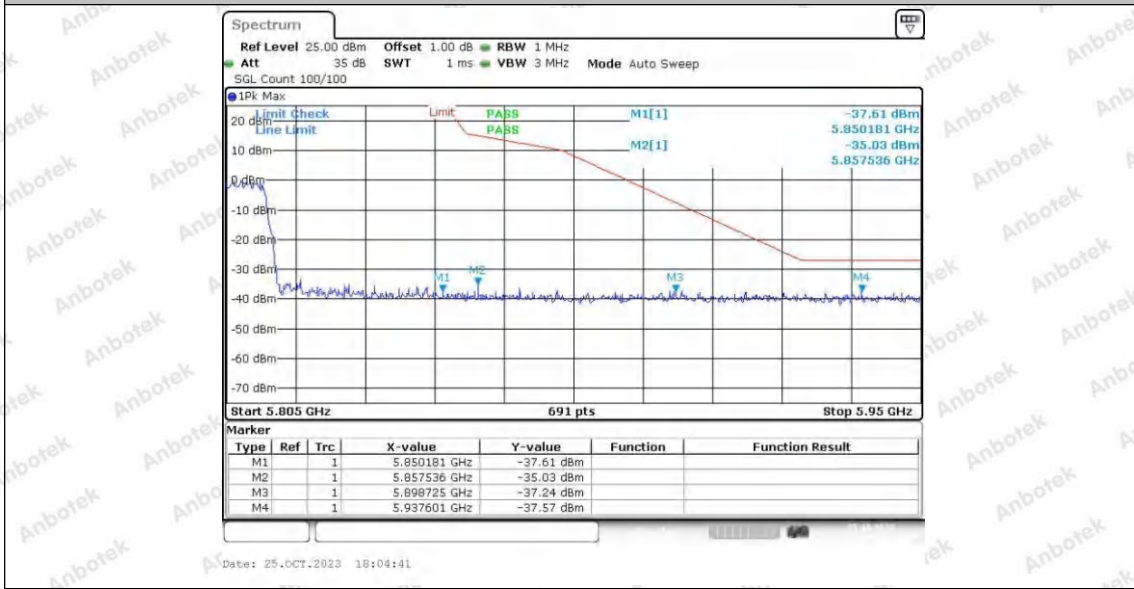 Spectrum
Ref Level 25.00 dBm Offset 1.00 dB RBW 1 MHz
Att 35 dB SWT 1 ms VBW 3 MHz Mode Auto Sweep
SGL Count 100/100
1Pk Max
Limit Check Limit PASS M1[1] -37.61 dBm
20 dBm
Line Limit PASS 5.850181 GHz
10 dBm M2[1] -35.03 dBm
5.857536 GHz
0 dBm
-10 dBm
-20 dBm
-30 dBm
M1 M2 M3 M4
-40 dBm
-50 dBm
-60 dBm
-70 dBm
Start 5.805 GHz 691 pts Stop 5.95 GHz
Marker
Type Ref Trc X-value Y-value Function Function Result
M1 1 5.850181 GHz -37.61 dBm
M2 1 5.857536 GHz -35.03 dBm
M3 1 5.898725 GHz -37.24 dBm
M4 1 5.937601 GHz -37.57 dBm
Date: 25.OCT.2023 18:04:41
Anbotek